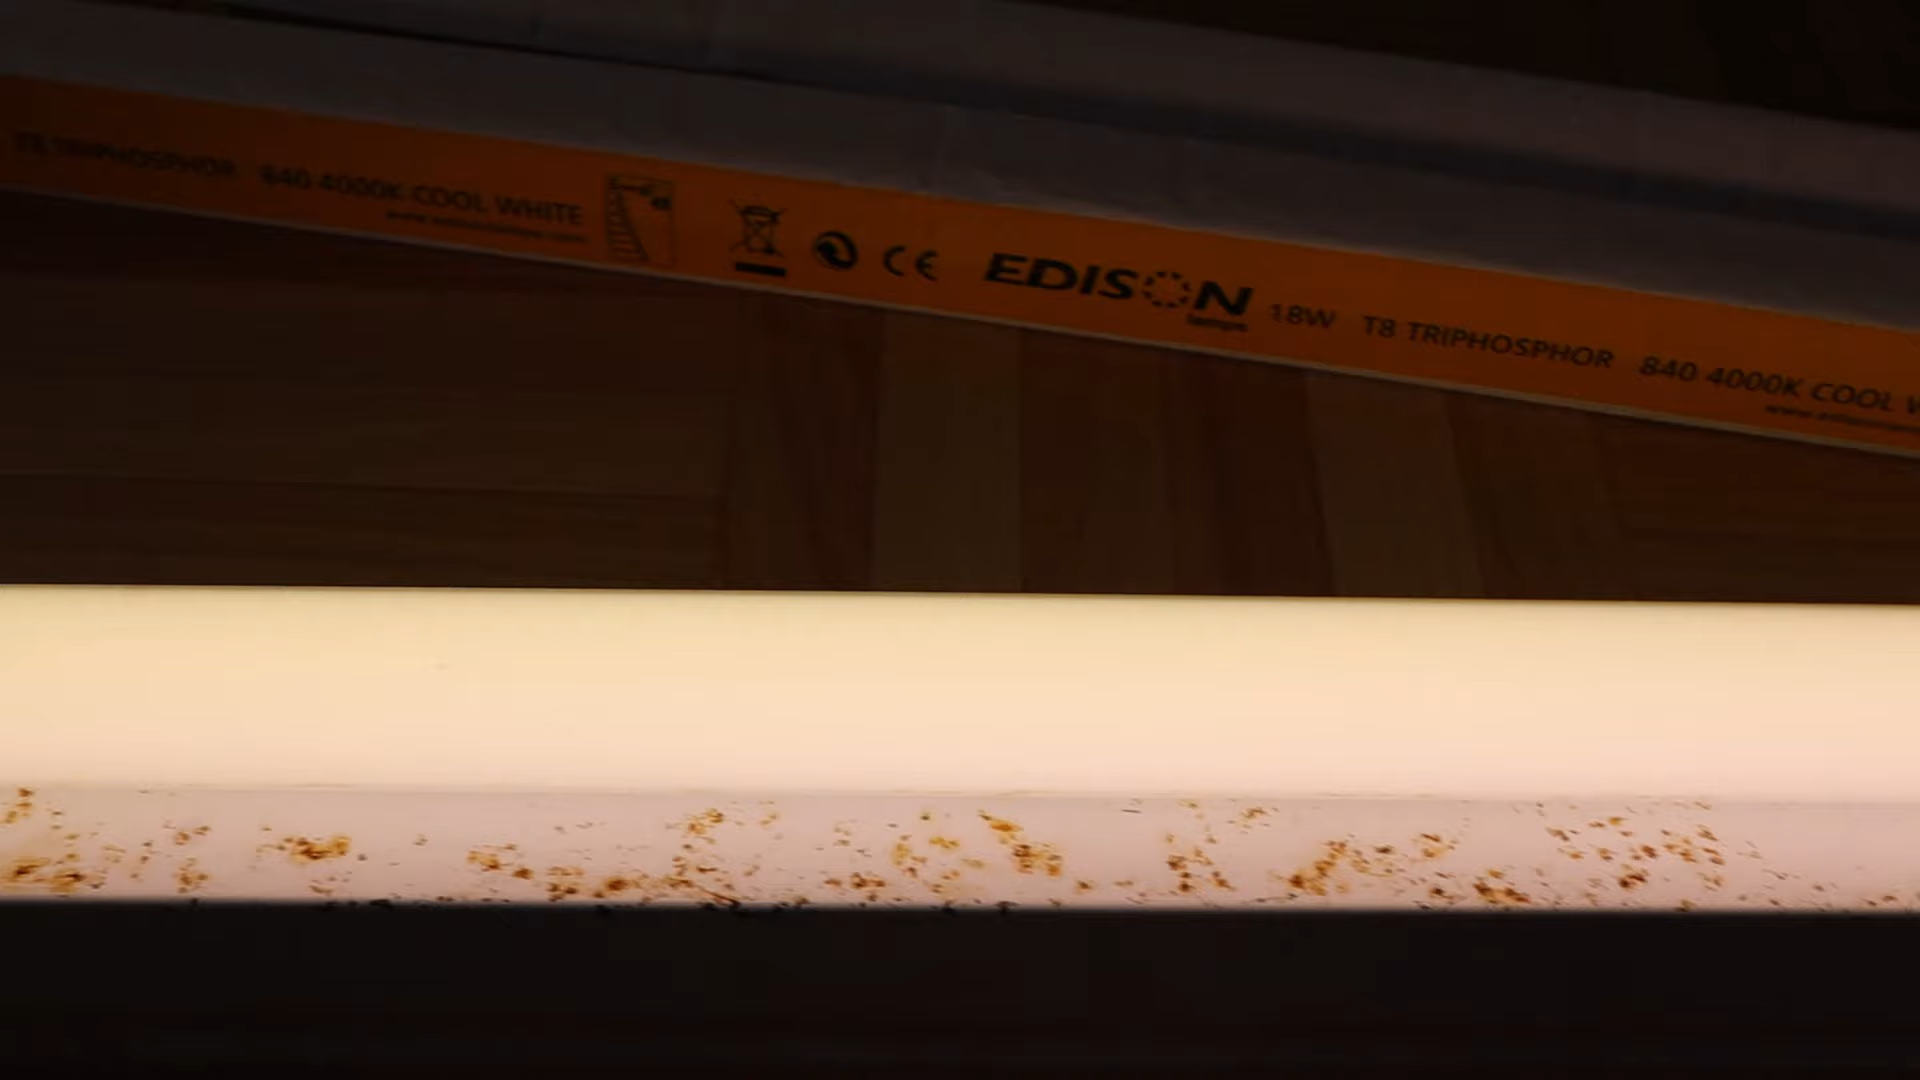 T8 TRIPHOSPHOR 840 4000K COOL WHITE
CE
EDISON
lamps
18W T8 TRIPHOSPHOR 840 4000K COOL